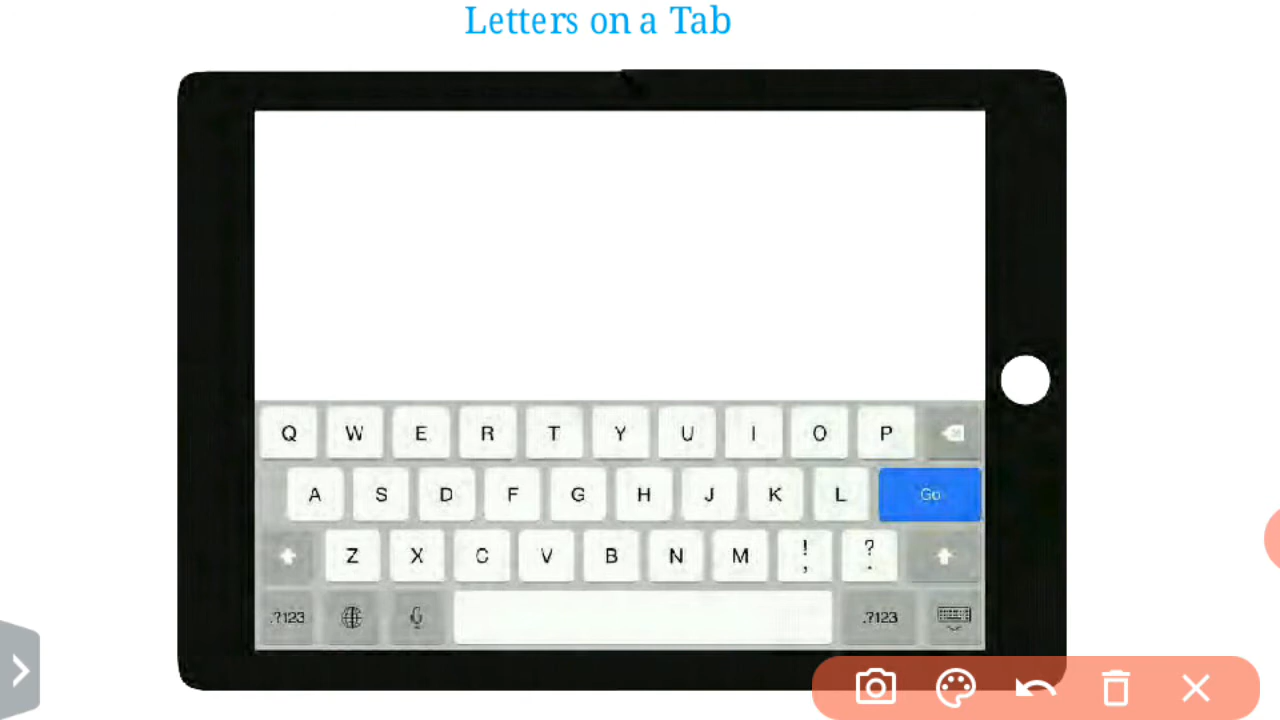 Letters on a Tab
Q W E R T Y U I O P
A S D F G H J K L Go
Z X C V B N M ! , ? .
.?123 .?123